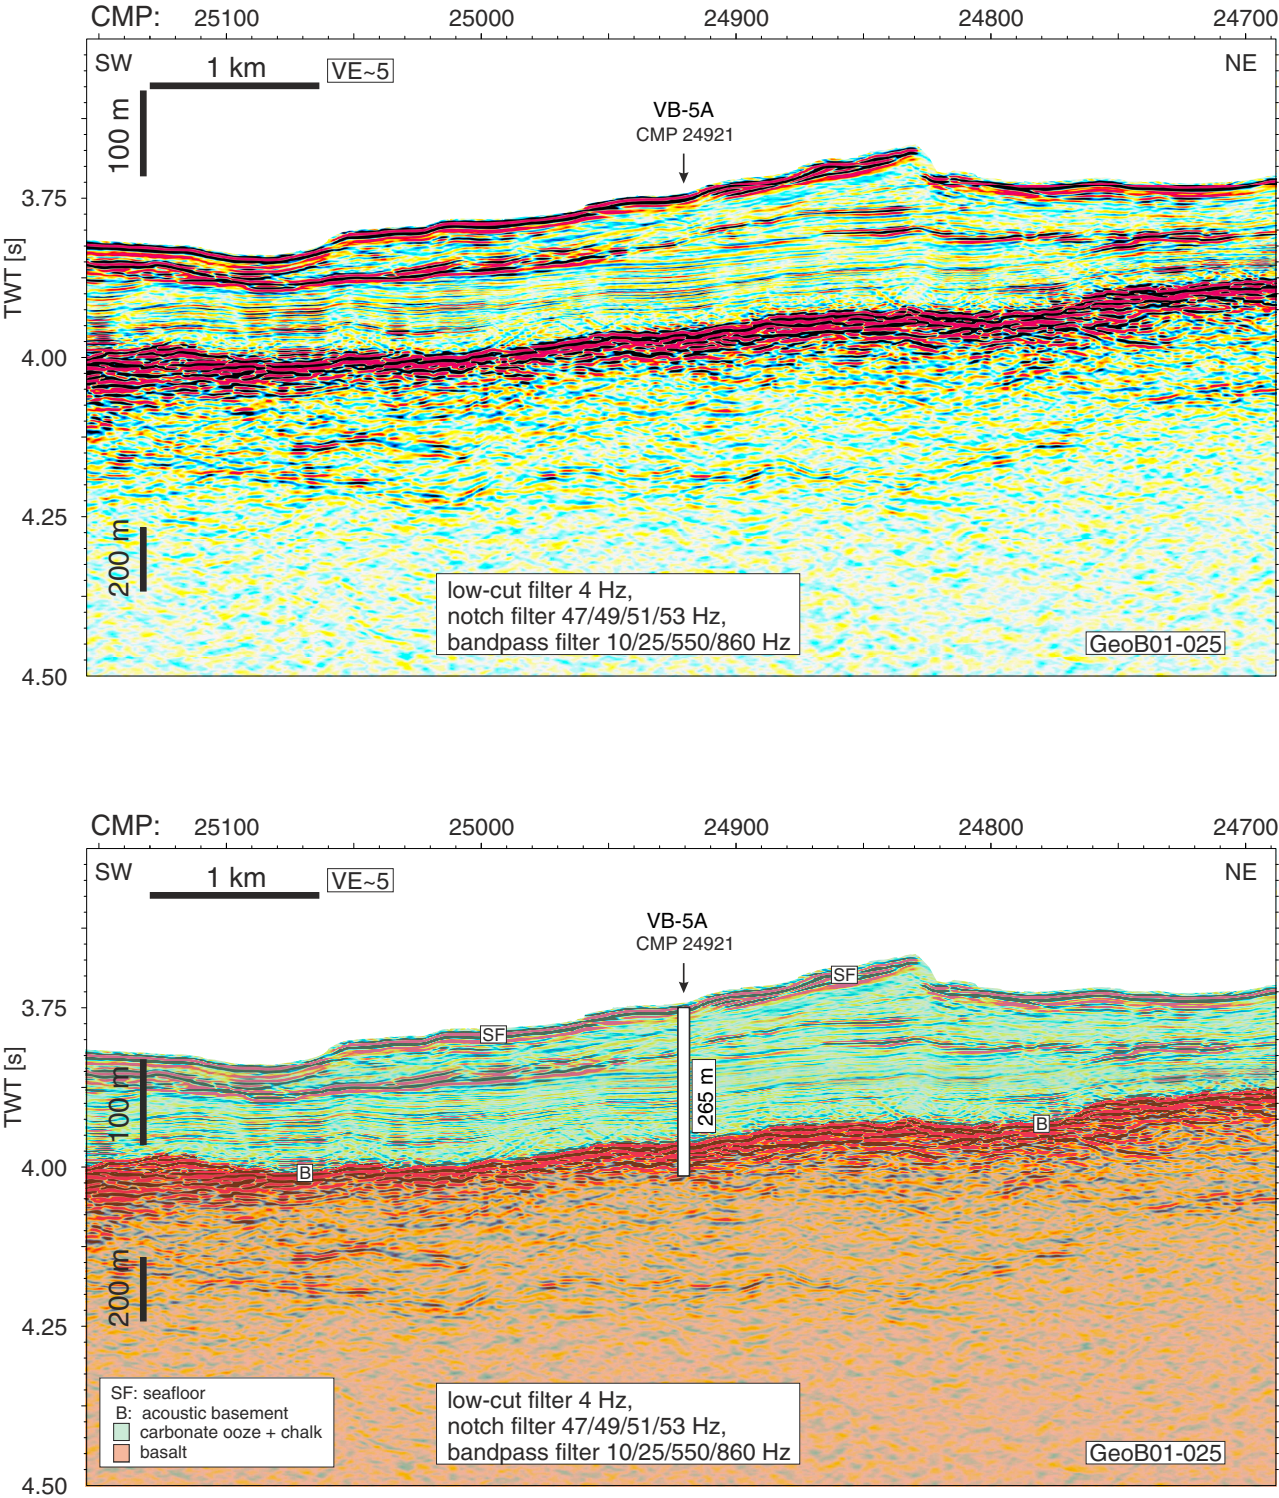 CMP: 25100 25000 24900 24800 24700
SW 1 km VE~5 NE
100 m
VB-5A
CMP 24921
3.75
TWT [s]
4.00
4.25
200 m
low-cut filter 4 Hz,
notch filter 47/49/51/53 Hz,
bandpass filter 10/25/550/860 Hz
GeoB01-025
4.50
CMP: 25100 25000 24900 24800 24700
SW 1 km VE~5 NE
VB-5A
CMP 24921
SF
3.75
SF
TWT [s]
100 m
265 m
B
4.00
B
200 m
4.25
SF: seafloor
B: acoustic basement
carbonate ooze + chalk
basalt
low-cut filter 4 Hz,
notch filter 47/49/51/53 Hz,
bandpass filter 10/25/550/860 Hz
GeoB01-025
4.50